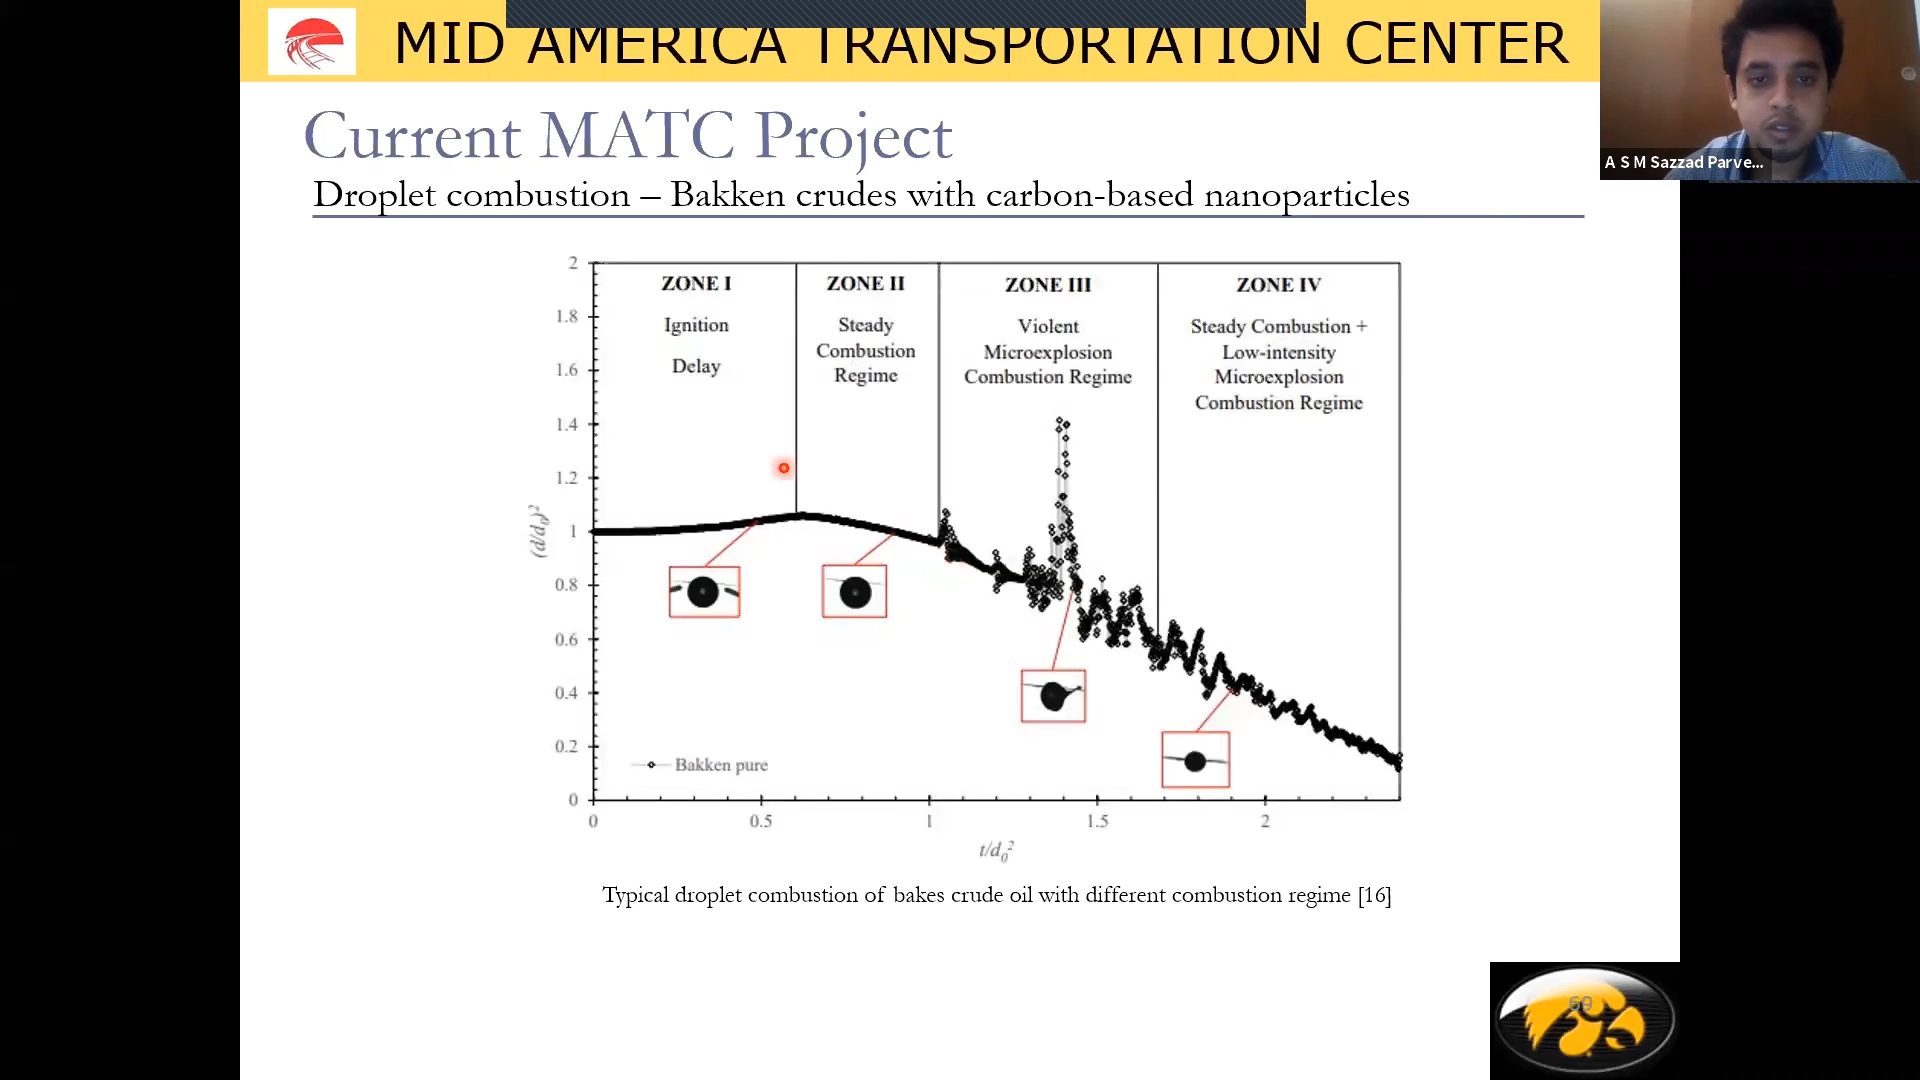 MID AMERICA TRANSPORTATION CENTER
A S M Sazzad Parve...
Current MATC Project
Droplet combustion – Bakken crudes with carbon-based nanoparticles
ZONE I
Ignition
Delay
ZONE II
Steady
Combustion
Regime
ZONE III
Violent
Microexplosion
Combustion Regime
ZONE IV
Steady Combustion +
Low-intensity
Microexplosion
Combustion Regime
2
1.8
1.6
1.4
1.2
1
0.8
0.6
0.4
0.2
0
(d/d₀)²
Bakken pure
0
0.5
1
1.5
2
t/d₀²
Typical droplet combustion of bakes crude oil with different combustion regime [16]
69